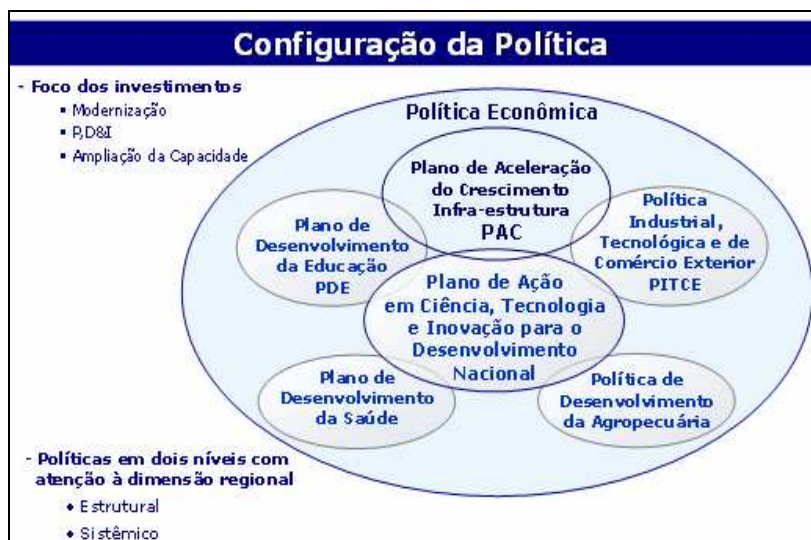 Configuração da Política
- Foco dos investimentos
• Modernização
• P,D&I
• Ampliação da Capacidade
Política Econômica
Plano de Aceleração
do Crescimento
Infra-estrutura
PAC
Plano de
Desenvolvimento
da Educação
PDE
Política
Industrial,
Tecnológica e de
Comércio Exterior
PITCE
Plano de Ação
em Ciência, Tecnologia
e Inovação para o
Desenvolvimento
Nacional
Plano de
Desenvolvimento
da Saúde
Política de
Desenvolvimento
da Agropecuária
- Políticas em dois níveis com
atenção à dimensão regional
♦ Estrutural
♦ Sistêmico